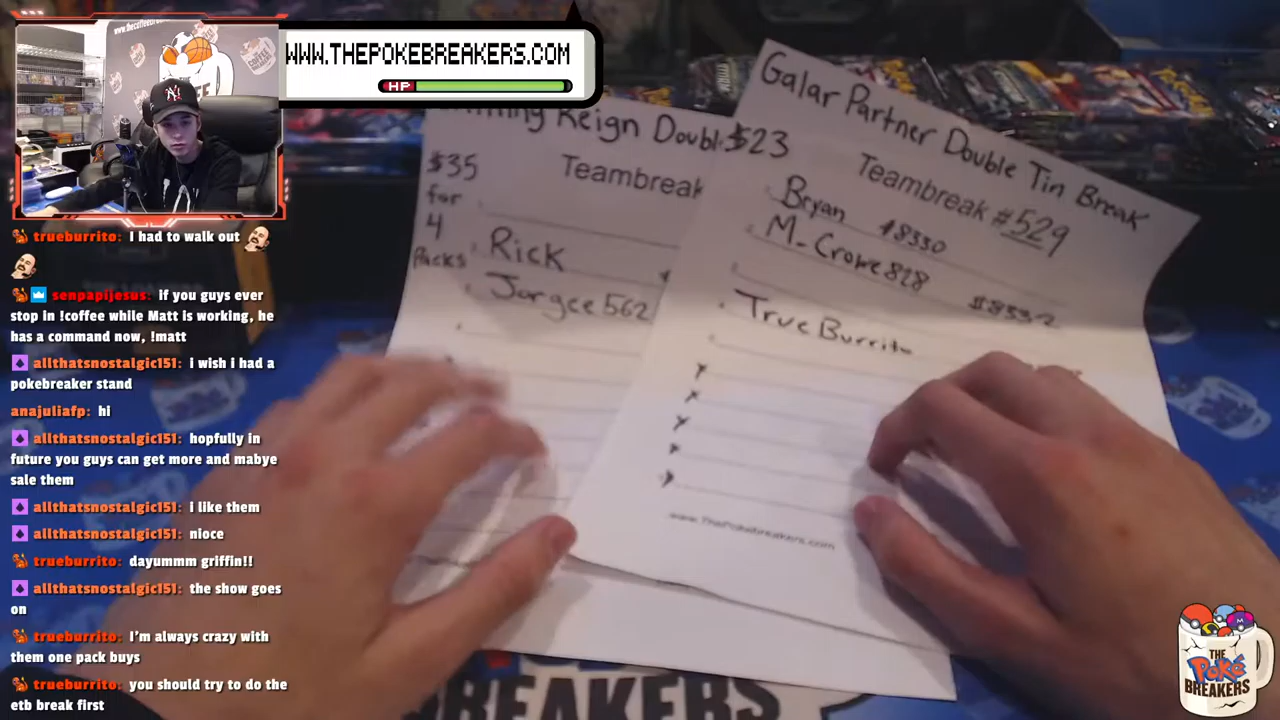 WWW.THEPOKEBREAKERS.COM
HP
trueburrito: I had to walk out
senpapijesus: if you guys ever
stop in !coffee while Matt is working, he
has a command now, !matt
allthatsnostalgic151: i wish i had a
pokebreaker stand
anajuliafp: hi
allthatsnostalgic151: hopfully in
future you guys can get more and mabye
sale them
allthatsnostalgic151: i like them
allthatsnostalgic151: nioce
trueburrito: dayummm griffin!!
allthatsnostalgic151: the show goes
on
trueburrito: I'm always crazy with
them one pack buys
trueburrito: you should try to do the
etb break first
Reign Doubl
$35
for
4
Packs
Teambreak
Rick
Jorgee562
Galar Partner Double Tin Break
$23
Teambreak #529
Bryan $8330
M-Crowe828
$8332
TrueBurrito
www.ThePokeBreakers.com
BREAKERS
THE
POKÉ
BREAKERS